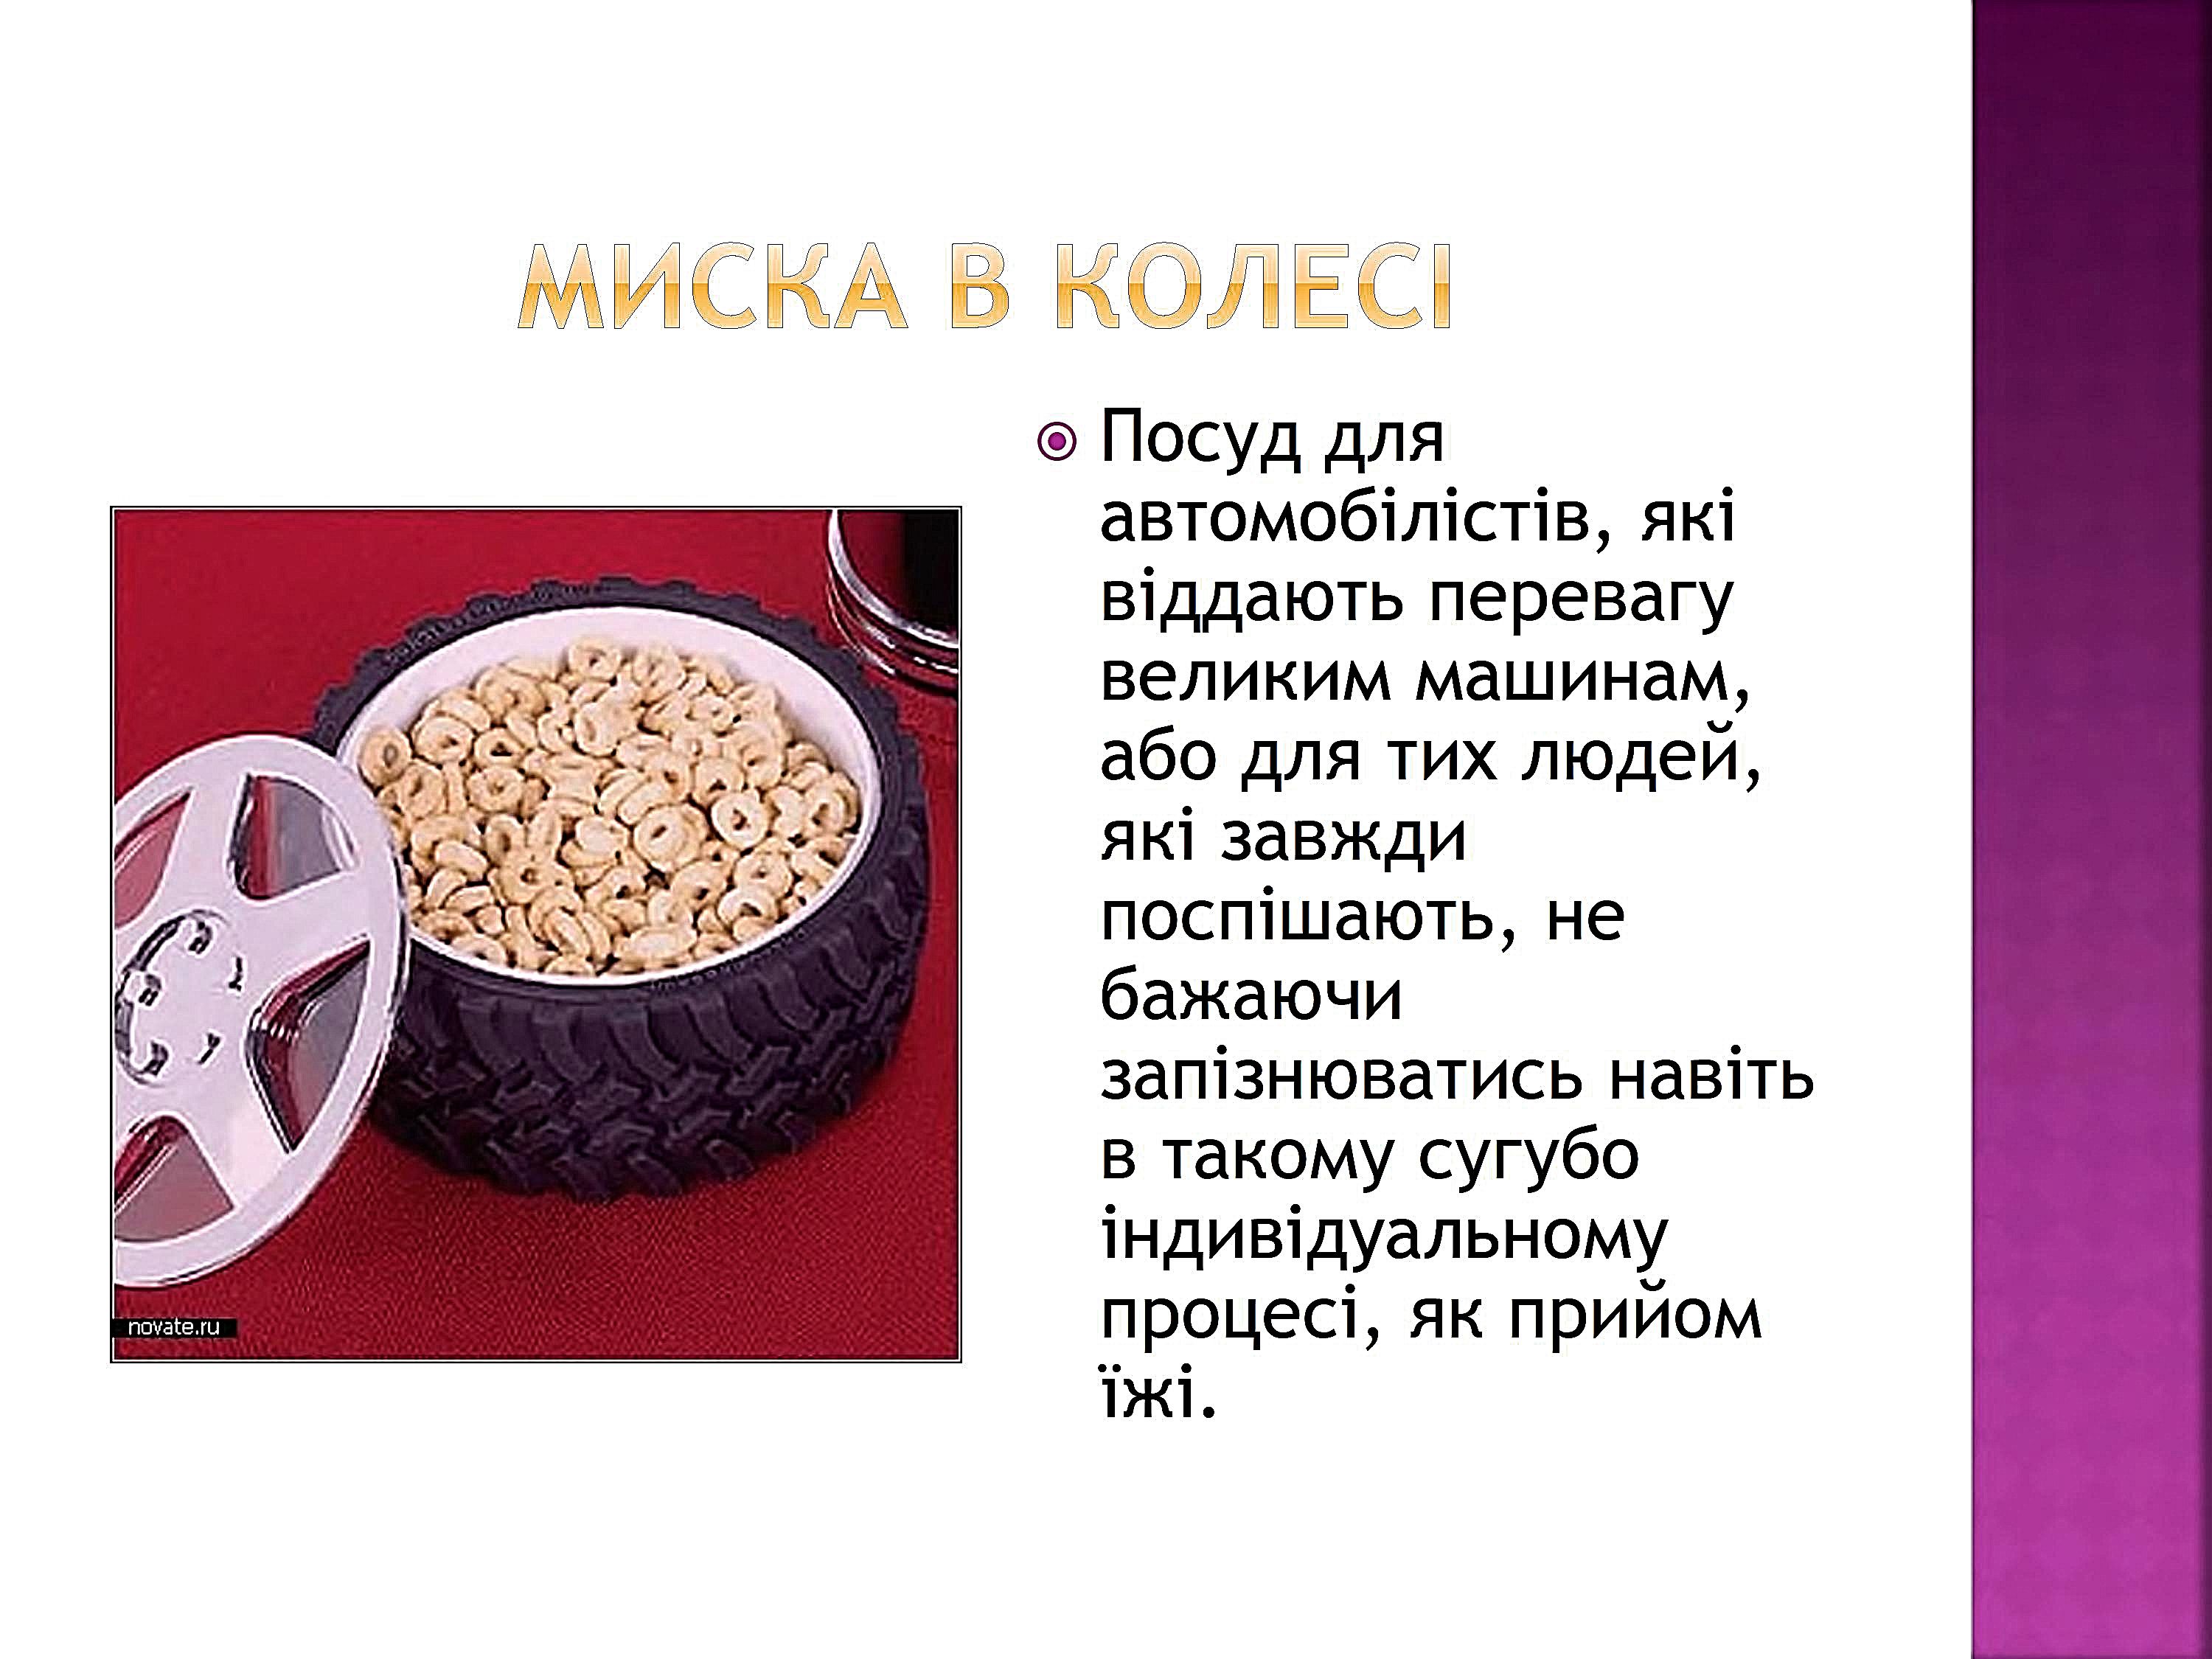 МИСКА В КОЛЕСІ
Посуд для
автомобілістів, які
віддають перевагу
великим машинам,
або для тих людей,
які завжди
поспішають, не
бажаючи
запізнюватись навіть
в такому сугубо
індивідуальному
процесі, як прийом
їжі.
novate.ru